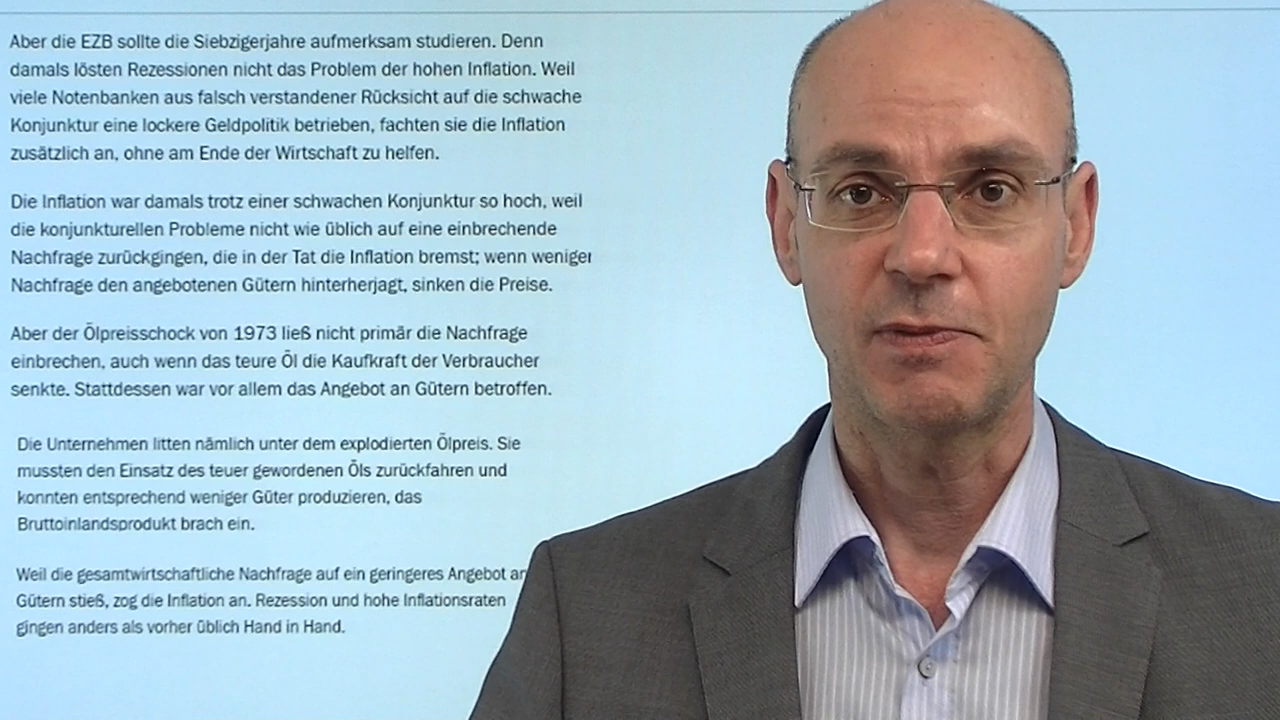 Aber die EZB sollte die Siebzigerjahre aufmerksam studieren. Denn
damals lösten Rezessionen nicht das Problem der hohen Inflation. Weil
viele Notenbanken aus falsch verstandener Rücksicht auf die schwache
Konjunktur eine lockere Geldpolitik betrieben, fachten sie die Inflation
zusätzlich an, ohne am Ende der Wirtschaft zu helfen.
Die Inflation war damals trotz einer schwachen Konjunktur so hoch, weil
die konjunkturellen Probleme nicht wie üblich auf eine einbrechende
Nachfrage zurückgingen, die in der Tat die Inflation bremst; wenn weniger
Nachfrage den angebotenen Gütern hinterherjagt, sinken die Preise.
Aber der Ölpreisschock von 1973 ließ nicht primär die Nachfrage
einbrechen, auch wenn das teure Öl die Kaufkraft der Verbraucher
senkte. Stattdessen war vor allem das Angebot an Gütern betroffen.
Die Unternehmen litten nämlich unter dem explodierten Ölpreis. Sie
mussten den Einsatz des teuer gewordenen Öls zurückfahren und
konnten entsprechend weniger Güter produzieren, das
Bruttoinlandsprodukt brach ein.
Weil die gesamtwirtschaftliche Nachfrage auf ein geringeres Angebot an
Gütern stieß, zog die Inflation an. Rezession und hohe Inflationsraten
gingen anders als vorher üblich Hand in Hand.